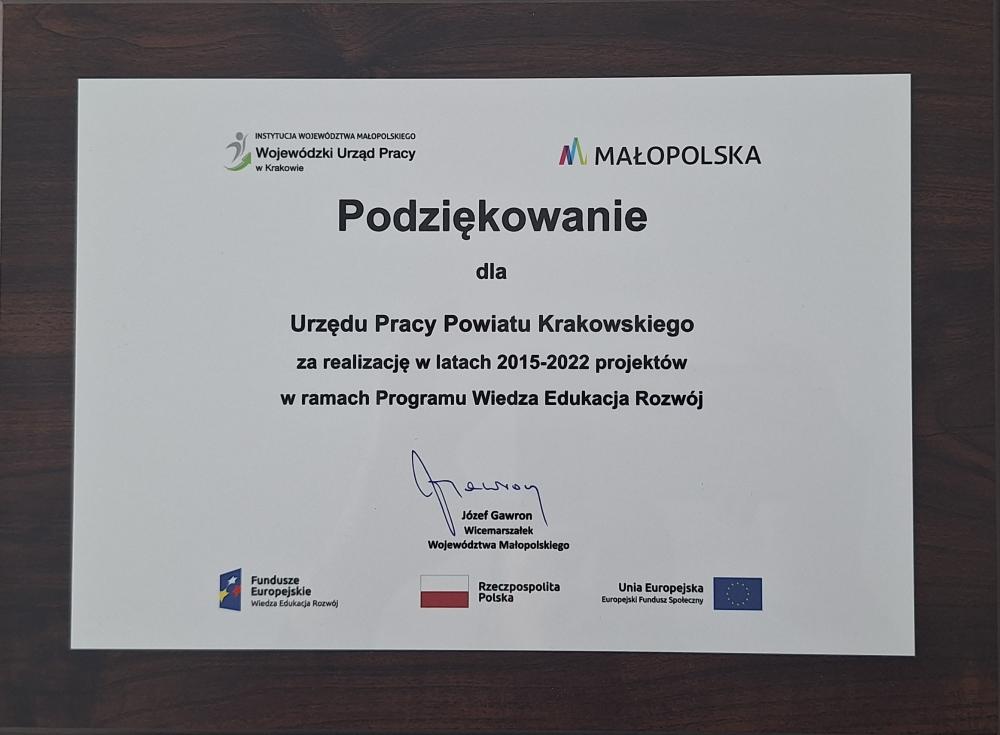 INSTYTUCJA WOJEWÓDZTWA MAŁOPOLSKIEGO
Wojewódzki Urząd Pracy
w Krakowie
MAŁOPOLSKA
Podziękowanie
dla
Urzędu Pracy Powiatu Krakowskiego
za realizację w latach 2015-2022 projektów
w ramach Programu Wiedza Edukacja Rozwój
Gawron
Józef Gawron
Wicemarszałek
Województwa Małopolskiego
Fundusze
Europejskie
Wiedza Edukacja Rozwój
Rzeczpospolita
Polska
Unia Europejska
Europejski Fundusz Społeczny